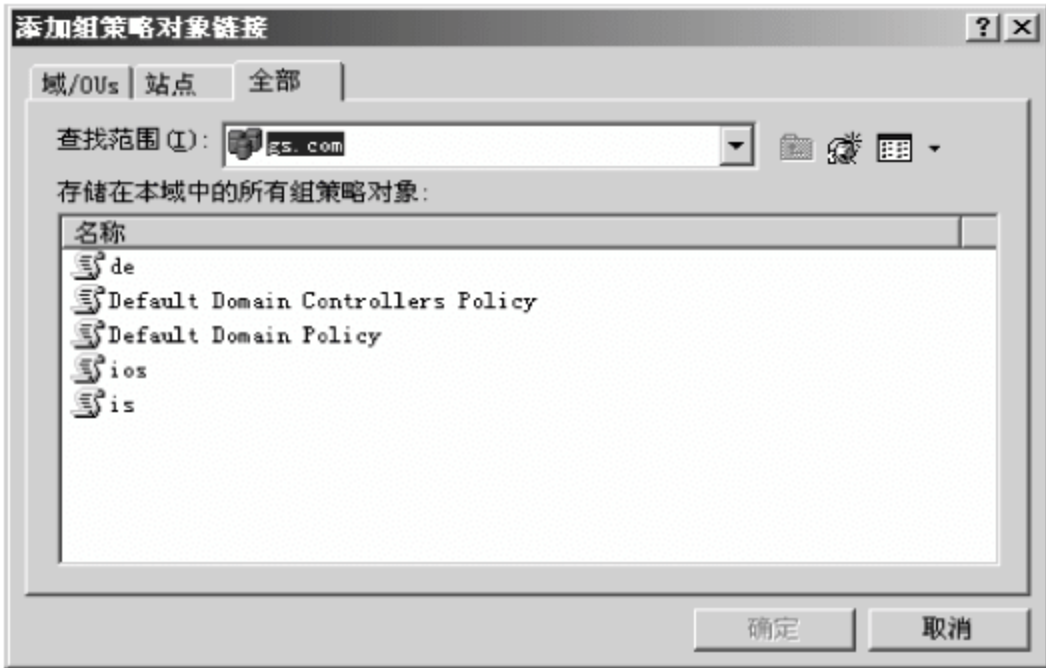 添加组策略对象链接
域/OUs 站点 全部
查找范围(I): gs.com
存储在本域中的所有组策略对象:
名称
de
Default Domain Controllers Policy
Default Domain Policy
ios
is
确定 取消